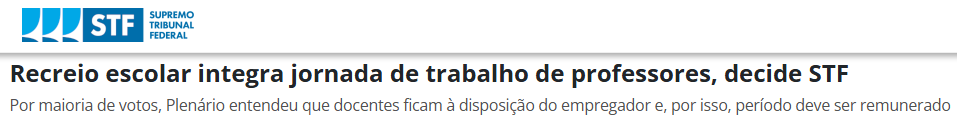 STF
SUPREMO
TRIBUNAL
FEDERAL
Recreio escolar integra jornada de trabalho de professores, decide STF
Por maioria de votos, Plenário entendeu que docentes ficam à disposição do empregador e, por isso, período deve ser remunerado